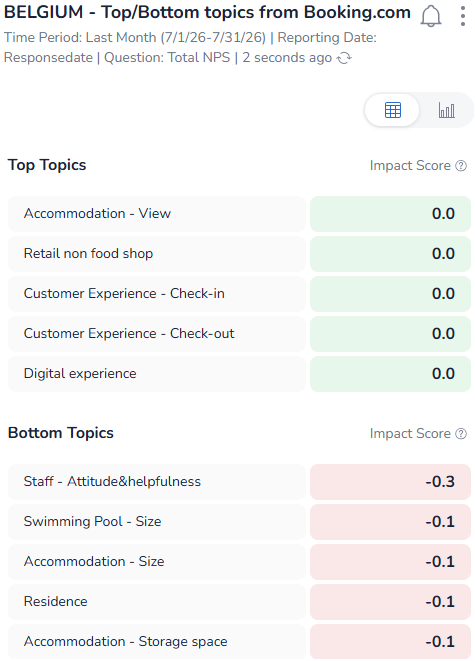 BELGIUM - Top/Bottom topics from Booking.com
Time Period: Last Month (7/1/26-7/31/26) | Reporting Date:
Responsedate | Question: Total NPS | 2 seconds ago
Top Topics Impact Score ?
Accommodation - View 0.0
Retail non food shop 0.0
Customer Experience - Check-in 0.0
Customer Experience - Check-out 0.0
Digital experience 0.0
Bottom Topics Impact Score ?
Staff - Attitude&helpfulness -0.3
Swimming Pool - Size -0.1
Accommodation - Size -0.1
Residence -0.1
Accommodation - Storage space -0.1